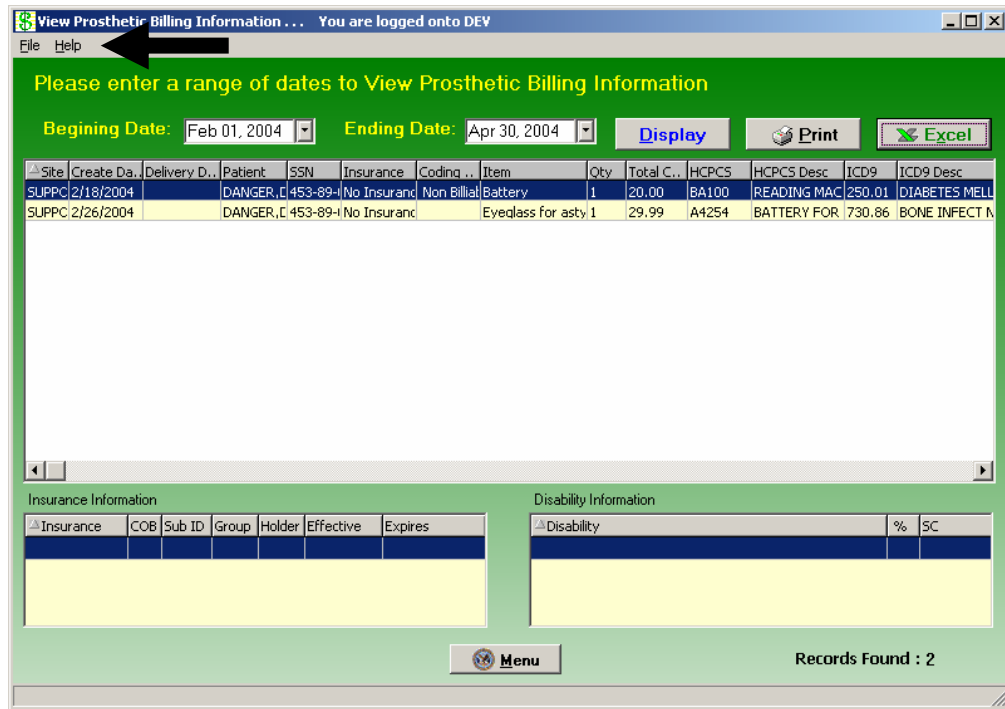 View Prosthetic Billing Information . . .   You are logged onto DEV
File Help
Please enter a range of dates to View Prosthetic Billing Information
Begining Date: Feb 01, 2004 Ending Date: Apr 30, 2004 Display Print Excel
Site Create Da.. Delivery D.. Patient SSN Insurance Coding .. Item Qty Total C.. HCPCS HCPCS Desc ICD9 ICD9 Desc
SUPPC 2/18/2004 DANGER,D 453-89- No Insuranc Non Billat Battery 1 20.00 BA100 READING MAC 250.01 DIABETES MELL
SUPPC 2/26/2004 DANGER,D 453-89- No Insuranc Eyeglass for asty 1 29.99 A4254 BATTERY FOR 730.86 BONE INFECT N
Insurance Information Disability Information
Insurance COB Sub ID Group Holder Effective Expires Disability % SC
Menu Records Found : 2